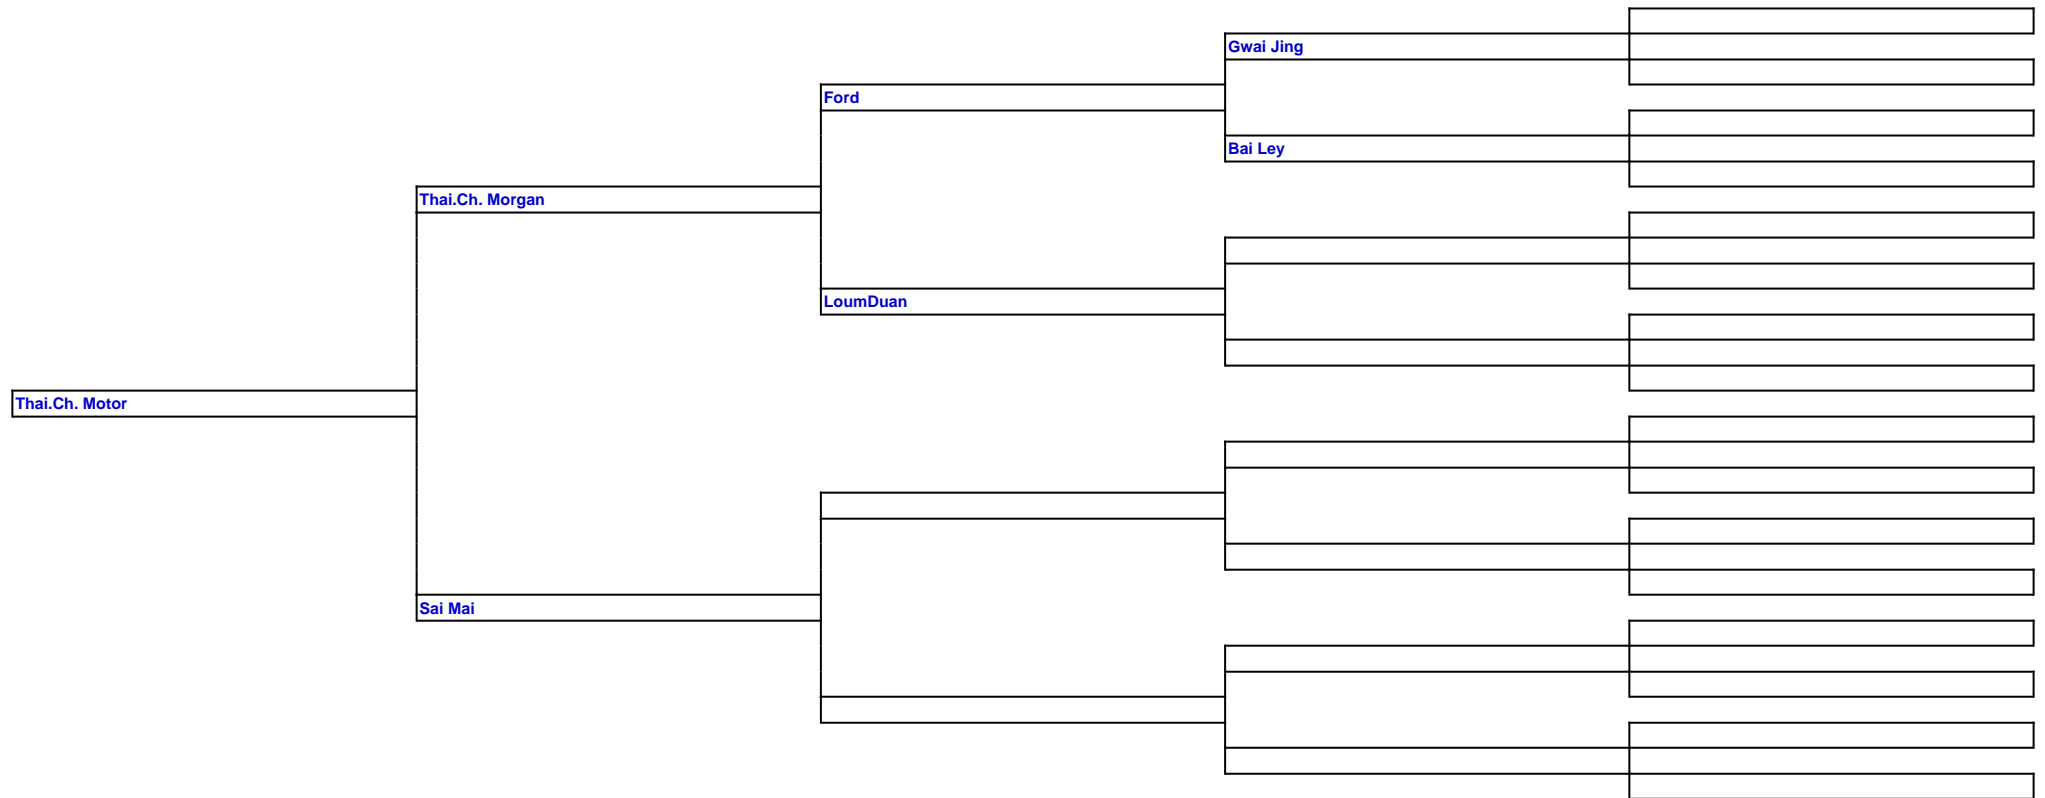 Gwai Jing
Ford
Bai Ley
Thai.Ch. Morgan
LoumDuan
Thai.Ch. Motor
Sai Mai